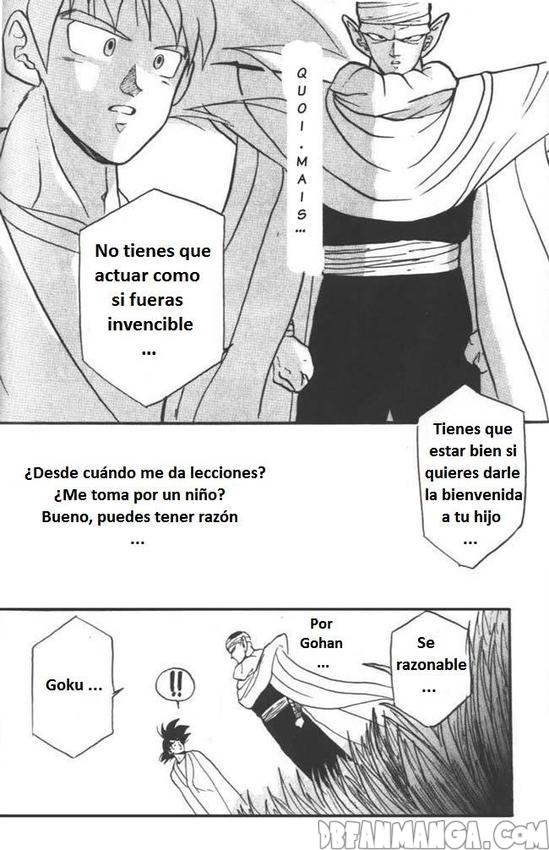 QUOI. MAIS...
No tienes que
actuar como
si fueras
invencible
...
Tienes que
estar bien si
quieres darle
la bienvenida
a tu hijo
...
¿Desde cuándo me da lecciones?
¿Me toma por un niño?
Bueno, puedes tener razón
...
Goku ...
!!
Por
Gohan
...
Se
razonable
...
DBFANMANGA.COM